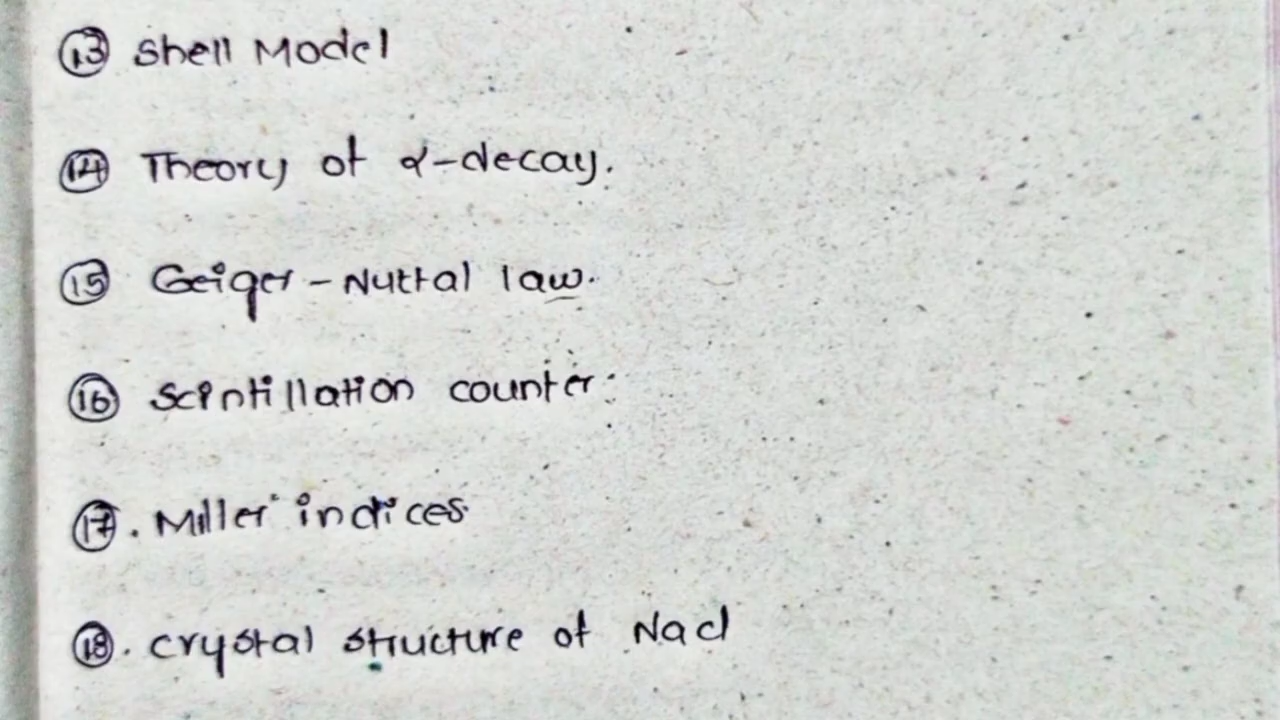 13 Shell Model
14 Theory of α-decay.
15 Geiger - Nuttal law.
16 Scintillation counter:
17. Miller indices
18. crystal structure of Nacl